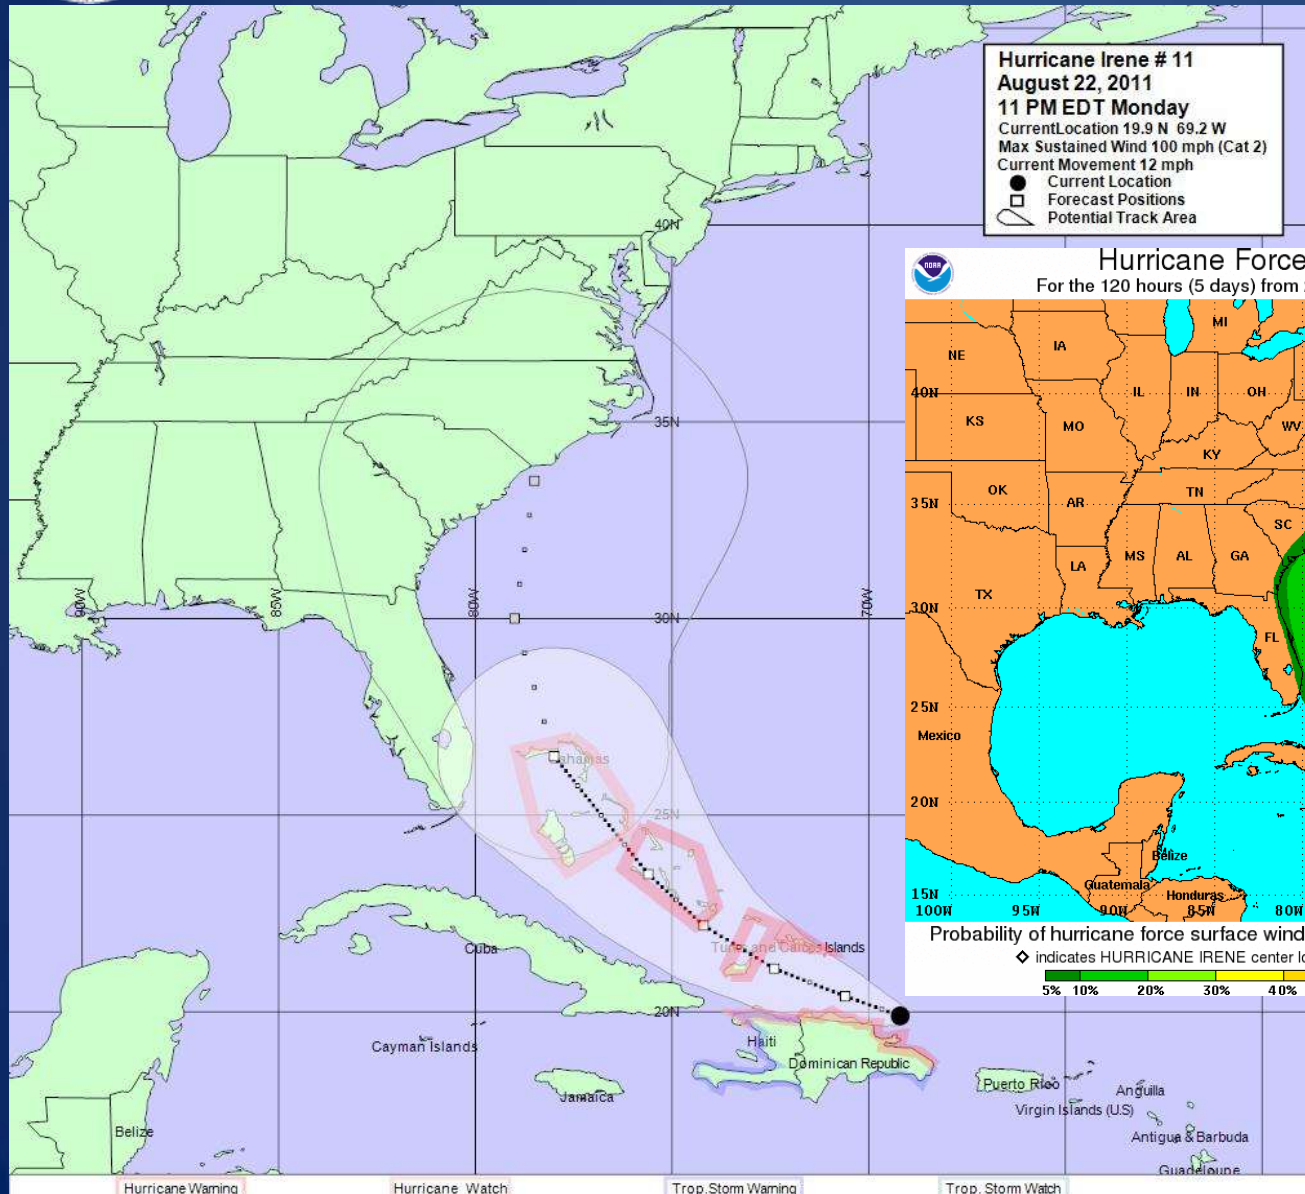 Hurricane Irene # 11
August 22, 2011
11 PM EDT Monday
CurrentLocation 19.9 N 69.2 W
Max Sustained Wind 100 mph (Cat 2)
Current Movement 12 mph
Current Location
Forecast Positions
Potential Track Area
40N
35N
90W
85W
80W
30N
70W
Bahamas
25N
Turks and Caicos Islands
Cuba
20N
Cayman Islands
Haiti
Dominican Republic
Jamaica
Puerto Rico
Anguilla
Virgin Islands (U.S)
Belize
Antigua & Barbuda
Guadeloupe
Hurricane Warning
Hurricane Watch
Trop. Storm Warning
Trop. Storm Watch
NOAA
Hurricane Force
For the 120 hours (5 days) from
MI
NE
IA
40N
IL
IN
OH
KS
MO
WV
KY
OK
TN
35N
AR
SC
MS
AL
GA
LA
TX
30N
FL
25N
Mexico
20N
Belize
Guatemala
15N
Honduras
100W
95W
90W
85W
80W
Probability of hurricane force surface wind
indicates HURRICANE IRENE center
5% 10% 20% 30% 40%